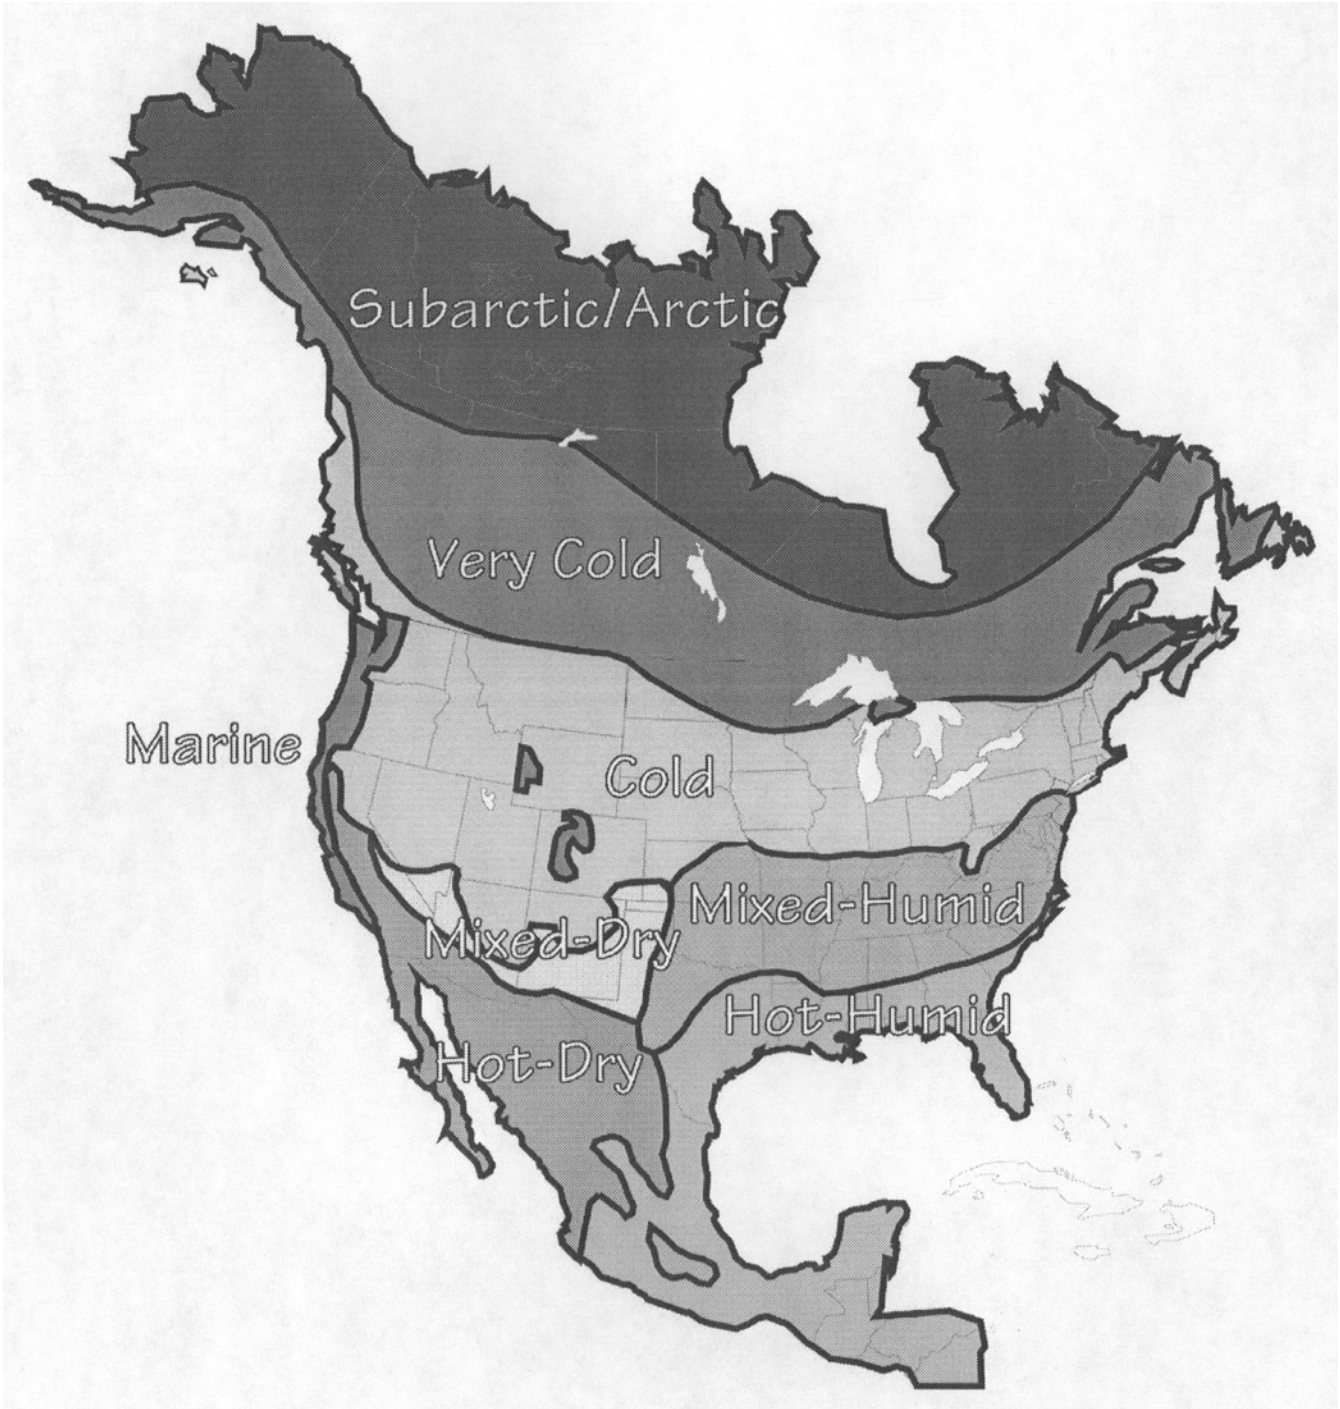 Subarctic/Arctic
Very Cold
Marine
Cold
Mixed-Humid
Mixed-Dry
Hot-Humid
Hot-Dry